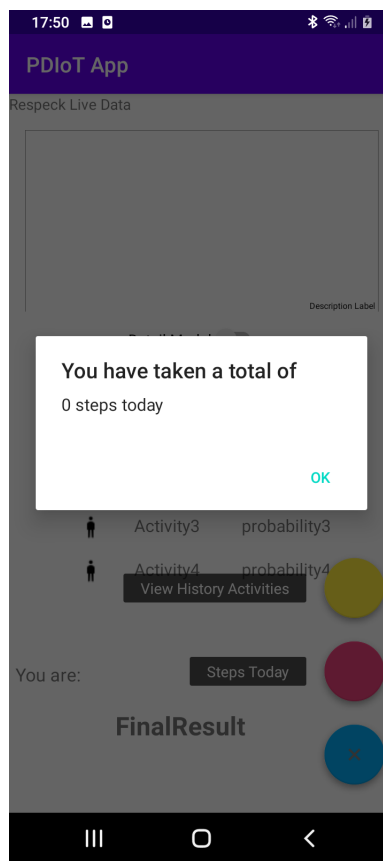 17:50
PDIoT App
Respeck Live Data
Description Label
You have taken a total of
0 steps today
OK
Activity3 probability3
Activity4 probability4
View History Activities
You are:
Steps Today
FinalResult